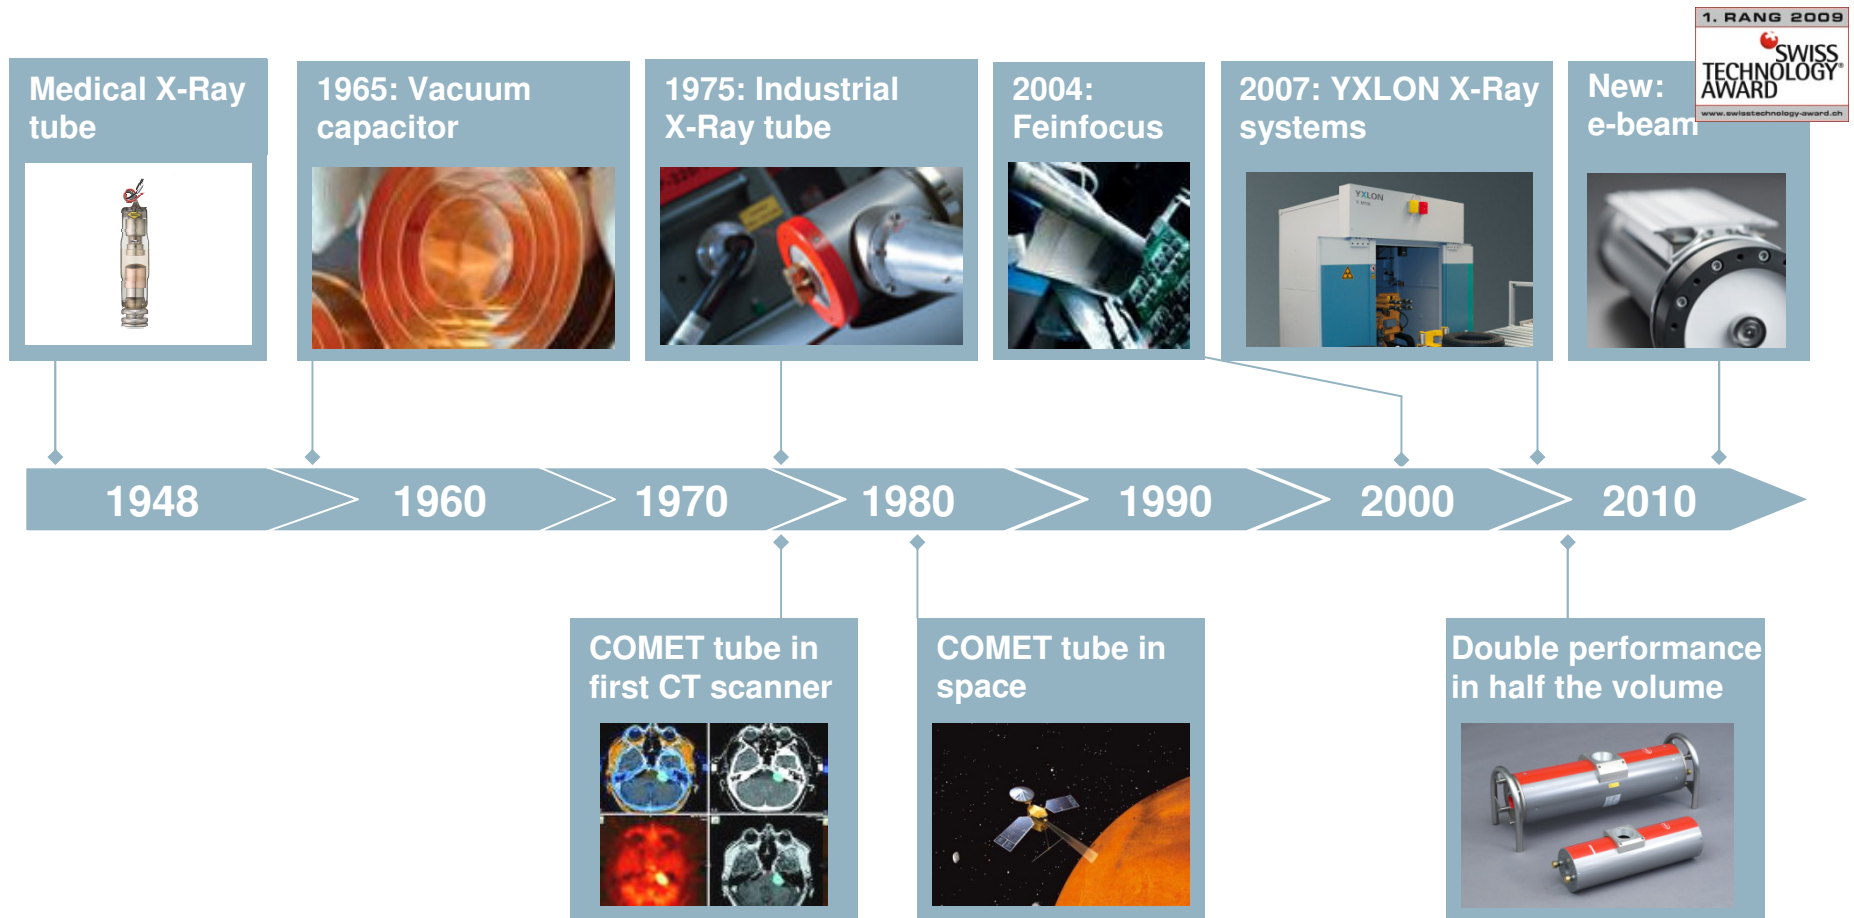 1. RANG 2009
SWISS
TECHNOLOGY®
AWARD
www.swisstechnology-award.ch
Medical X-Ray
tube
1965: Vacuum
capacitor
1975: Industrial
X-Ray tube
2004:
Feinfocus
2007: YXLON X-Ray
systems
YXLON
New:
e-beam
1948
1960
1970
1980
1990
2000
2010
COMET tube in
first CT scanner
COMET tube in
space
Double performance
in half the volume